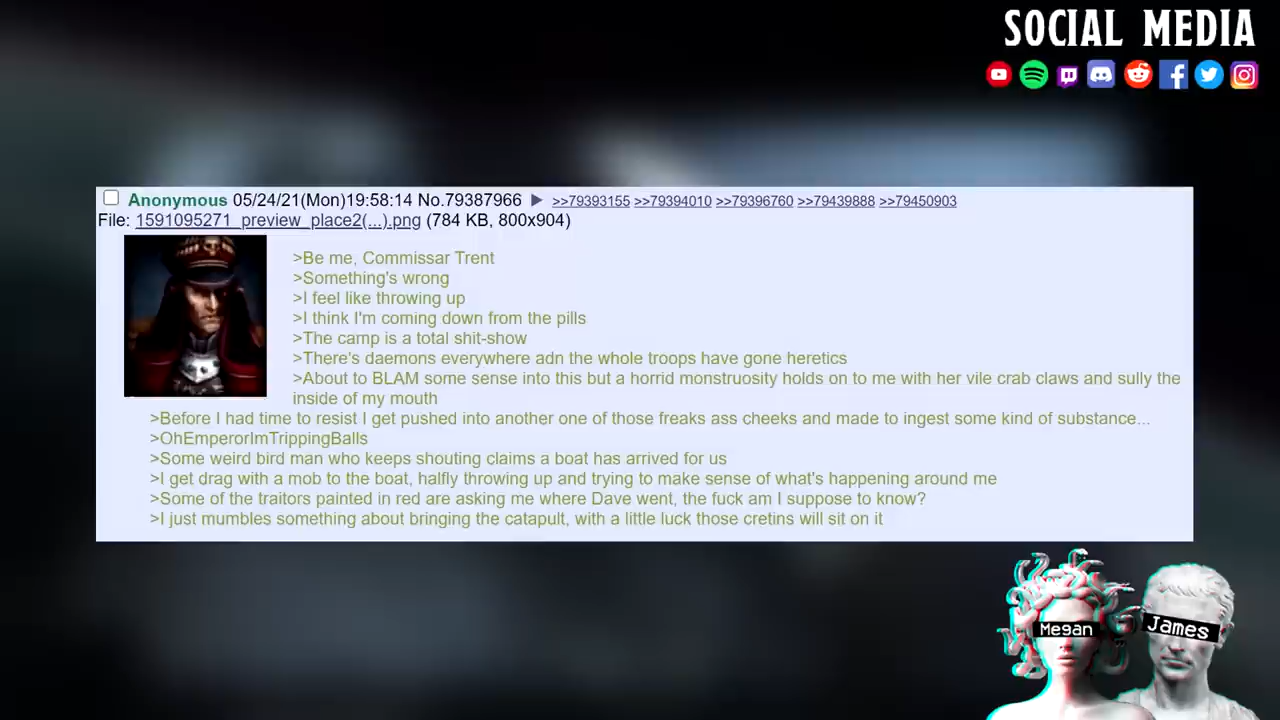 SOCIAL MEDIA
Anonymous 05/24/21(Mon)19:58:14 No.79387966 ▶ >>79393155 >>79394010 >>79396760 >>79439888 >>79450903
File: 1591095271_preview_place2(...).png (784 KB, 800x904)
>Be me, Commissar Trent
>Something's wrong
>I feel like throwing up
>I think I'm coming down from the pills
>The camp is a total shit-show
>There's daemons everywhere adn the whole troops have gone heretics
>About to BLAM some sense into this but a horrid monstruosity holds on to me with her vile crab claws and sully the
inside of my mouth
>Before I had time to resist I get pushed into another one of those freaks ass cheeks and made to ingest some kind of substance...
>OhEmperorImTrippingBalls
>Some weird bird man who keeps shouting claims a boat has arrived for us
>I get drag with a mob to the boat, halfly throwing up and trying to make sense of what's happening around me
>Some of the traitors painted in red are asking me where Dave went, the fuck am I suppose to know?
>I just mumbles something about bringing the catapult, with a little luck those cretins will sit on it
Megan
James